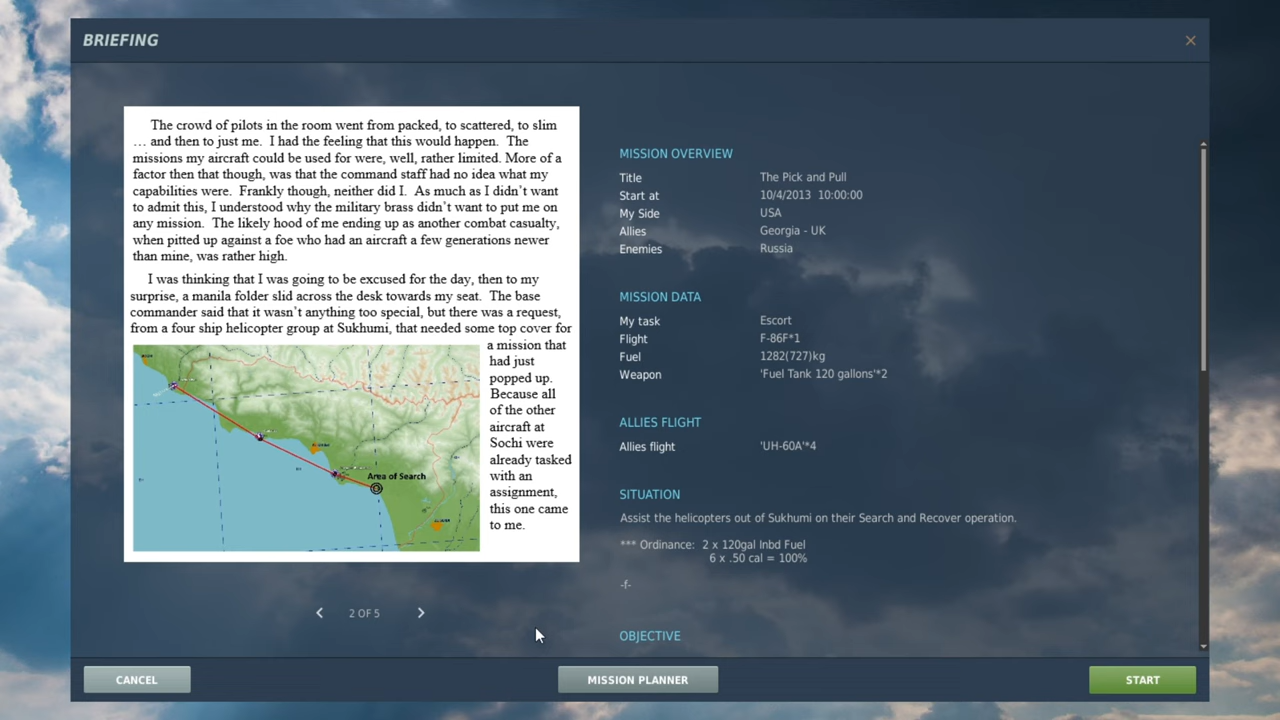 BRIEFING
The crowd of pilots in the room went from packed, to scattered, to slim
… and then to just me. I had the feeling that this would happen. The
missions my aircraft could be used for were, well, rather limited. More of a
factor then that though, was that the command staff had no idea what my
capabilities were. Frankly though, neither did I. As much as I didn't want
to admit this, I understood why the military brass didn't want to put me on
any mission. The likely hood of me ending up as another combat casualty,
when pitted up against a foe who had an aircraft a few generations newer
than mine, was rather high.
I was thinking that I was going to be excused for the day, then to my
surprise, a manila folder slid across the desk towards my seat. The base
commander said that it wasn't anything too special, but there was a request,
from a four ship helicopter group at Sukhumi, that needed some top cover for
a mission that
had just
popped up.
Because all
of the other
aircraft at
Sochi were
already tasked
with an
assignment,
this one came
to me.
Area of Search
2 OF 5
MISSION OVERVIEW
Title The Pick and Pull
Start at 10/4/2013 10:00:00
My Side USA
Allies Georgia - UK
Enemies Russia
MISSION DATA
My task Escort
Flight F-86F*1
Fuel 1282(727)kg
Weapon 'Fuel Tank 120 gallons'*2
ALLIES FLIGHT
Allies flight 'UH-60A'*4
SITUATION
Assist the helicopters out of Sukhumi on their Search and Recover operation.
*** Ordinance: 2 x 120gal Inbd Fuel
6 x .50 cal = 100%
-f-
OBJECTIVE
CANCEL
MISSION PLANNER
START